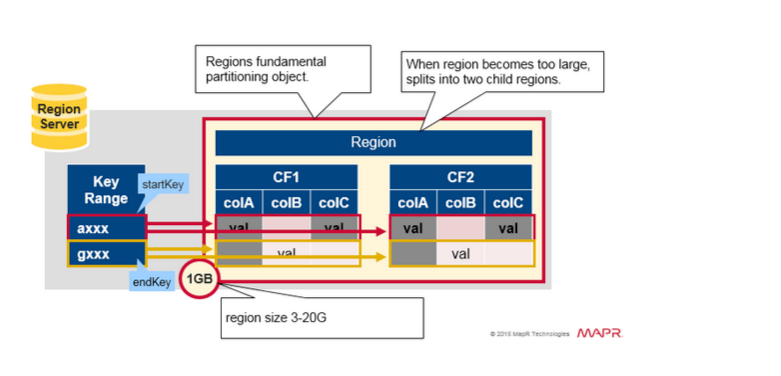 Regions fundamental
partitioning object.
When region becomes too large,
splits into two child regions.
Region
Server
Region
Key
Range
startKey
CF1
CF2
colA colB colC
colA colB colC
axxx
val val
val val
gxxx
val
val
endKey
1GB
region size 3-20G
© 2015 MapR Technologies MAPR.